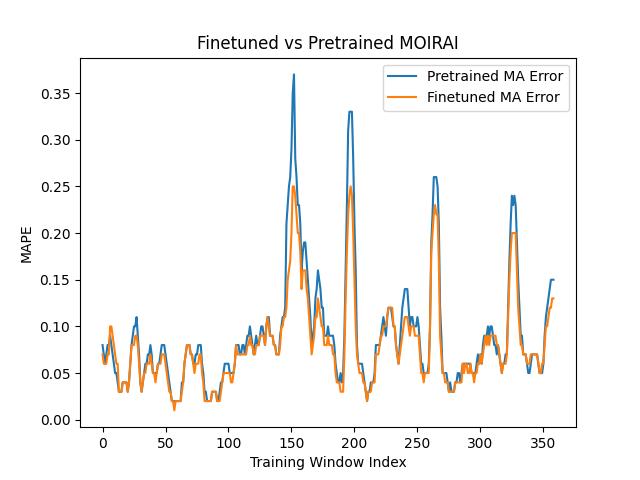 Finetuned vs Pretrained MOIRAI
Pretrained MA Error
Finetuned MA Error
MAPE
0.35
0.30
0.25
0.20
0.15
0.10
0.05
0.00
0 50 100 150 200 250 300 350
Training Window Index